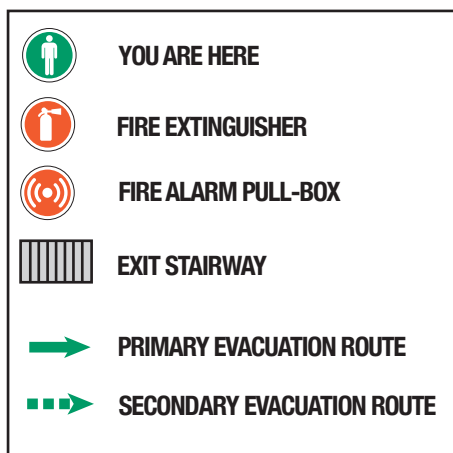 YOU ARE HERE
FIRE EXTINGUISHER
FIRE ALARM PULL-BOX
EXIT STAIRWAY
PRIMARY EVACUATION ROUTE
SECONDARY EVACUATION ROUTE